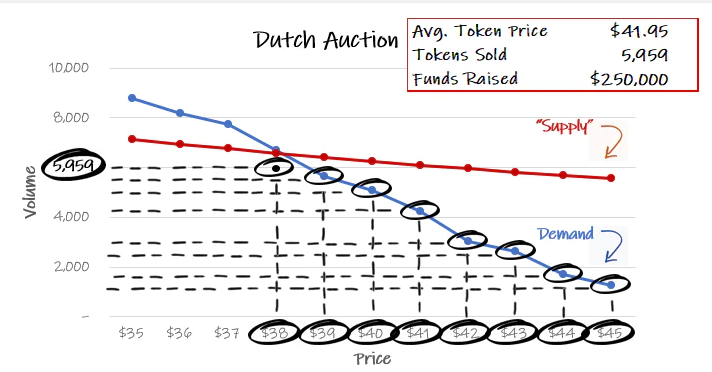 Dutch Auction
Avg. Token Price $41.95
Tokens Sold 5,959
Funds Raised $250,000
10,000
8,000
"Supply"
5,959
Volume
4,000
Demand
2,000
–
$35 $36 $37 $38 $39 $40 $41 $42 $43 $44 $45
Price